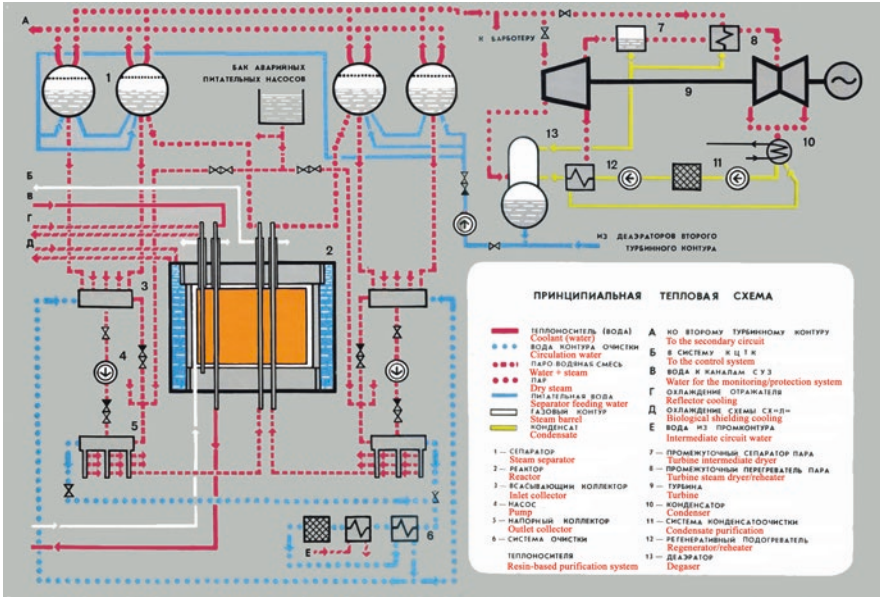 А
К БАРБОТЕРУ
7
8
БАК АВАРИЙНЫХ
ПИТАТЕЛЬНЫХ НАСОСОВ
1
9
10
13
12
11
Б
В
Г
Д
2
ИЗ ДЕАЭРАТОРОВ ВТОРОГО
ТУРБИННОГО КОНТУРА
3
4
5
Е
6
ПРИНЦИПИАЛЬНАЯ ТЕПЛОВАЯ СХЕМА
ТЕПЛОНОСИТЕЛЬ (ВОДА)
Coolant (water)
ВОДА КОНТУРА ОЧИСТКИ
Circulation water
ПАРО-ВОДЯНАЯ СМЕСЬ
Water + steam
ПАР
Dry steam
ПИТАТЕЛЬНАЯ ВОДА
Separator feeding water
ГАЗОВЫЙ КОНТУР
Steam barrel
КОНДЕНСАТ
Condensate
А КО ВТОРОМУ ТУРБИННОМУ КОНТУРУ
To the secondary circuit
Б В СИСТЕМУ КЦТК
To the control system
В ВОДА К КАНАЛАМ СУЗ
Water for the monitoring/protection system
Г ОХЛАЖДЕНИЕ ОТРАЖАТЕЛЯ
Reflector cooling
Д ОХЛАЖДЕНИЕ СХЕМЫ
Biological shielding cooling
Е ВОДА ИЗ ПРОМКОНТУРА
Intermediate circuit water
1 — СЕПАРАТОР
Steam separator
2 — РЕАКТОР
Reactor
3 — ВСАСЫВАЮЩИЙ КОЛЛЕКТОР
Inlet collector
4 — НАСОС
Pump
5 — НАПОРНЫЙ КОЛЛЕКТОР
Outlet collector
6 — СИСТЕМА ОЧИСТКИ
ТЕПЛОНОСИТЕЛЯ
Resin-based purification system
7 — ПРОМЕЖУТОЧНЫЙ СЕПАРАТОР ПАРА
Turbine intermediate dryer
8 — ПРОМЕЖУТОЧНЫЙ ПЕРЕГРЕВАТЕЛЬ ПАРА
Turbine steam dryer/reheater
9 — ТУРБИНА
Turbine
10 — КОНДЕНСАТОР
Condenser
11 — СИСТЕМА КОНДЕНСАТООЧИСТКИ
Condensate purification
12 — РЕГЕНЕРАТИВНЫЙ ПОДОГРЕВАТЕЛЬ
Regenerator/reheater
13 — ДЕАЭРАТОР
Degaser